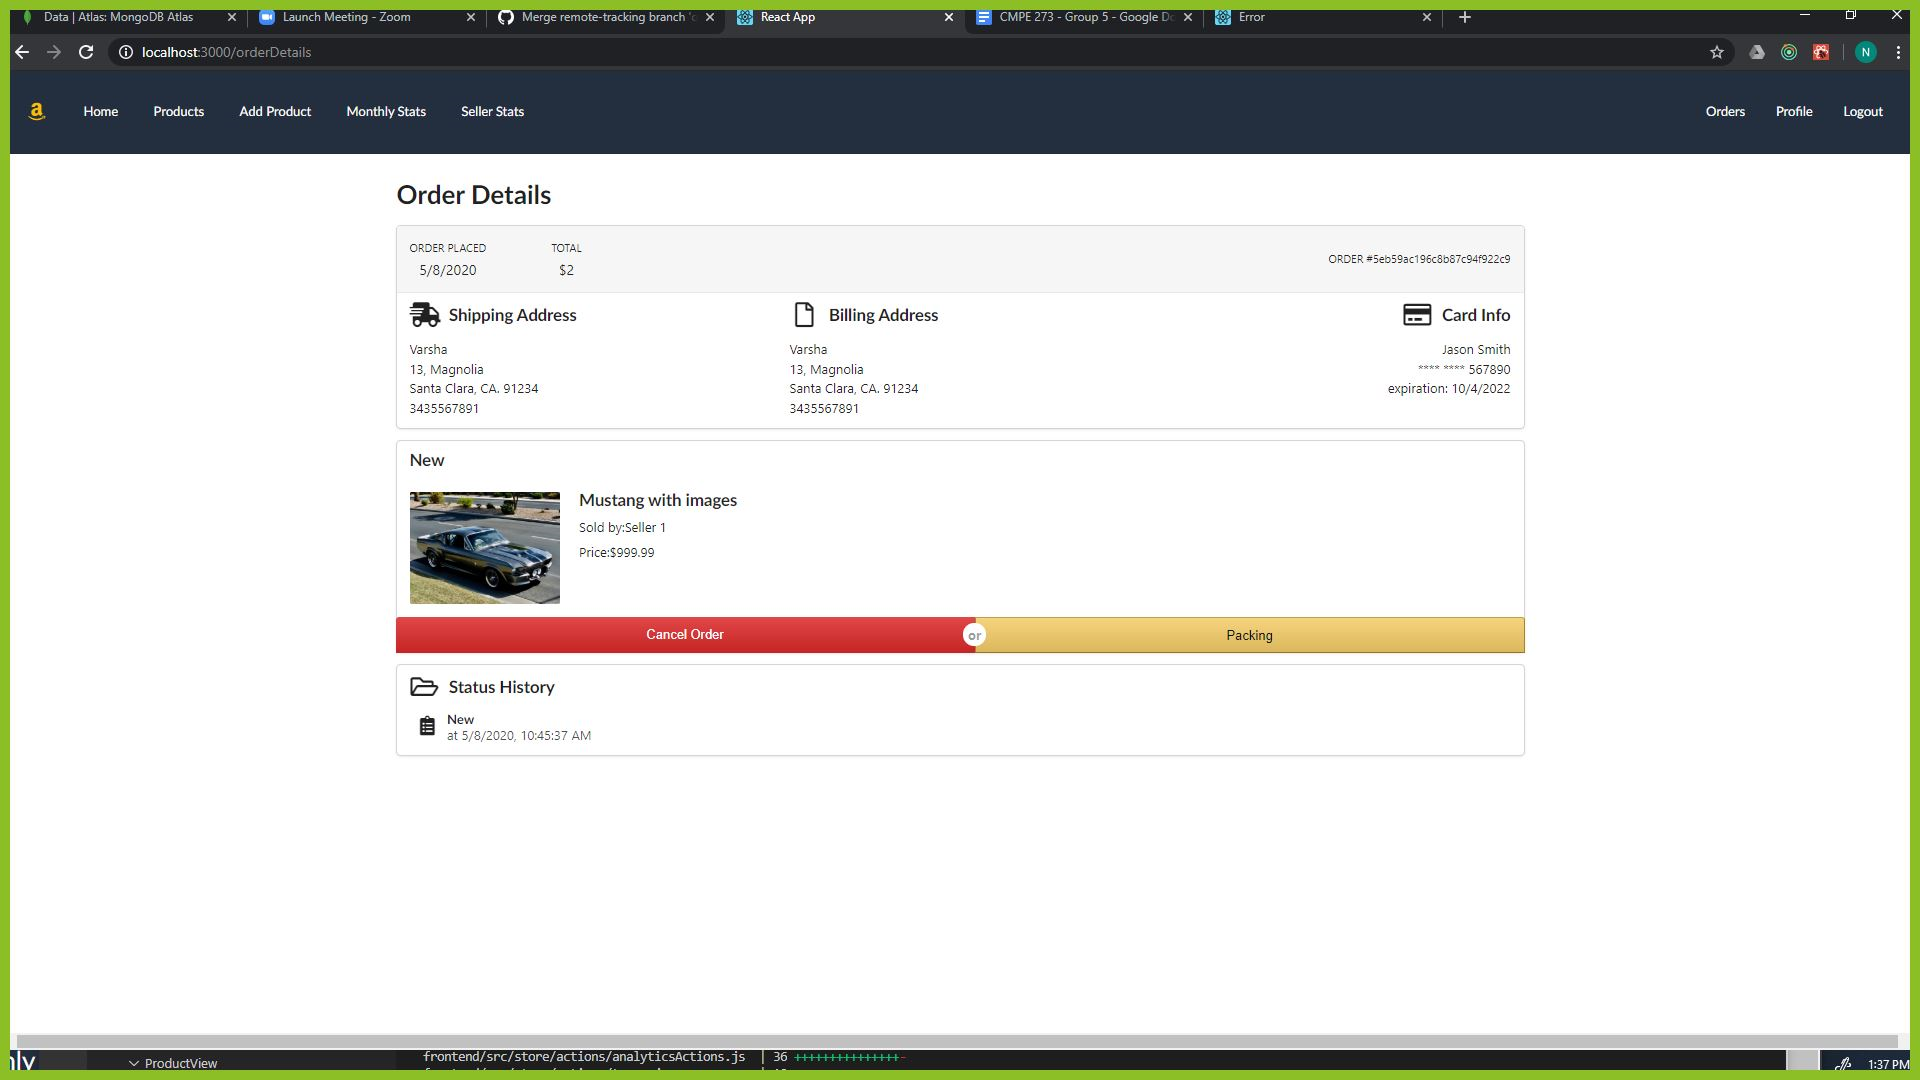 Data | Atlas: MongoDB Atlas
Launch Meeting - Zoom
Merge remote-tracking branch 'o
React App
CMPE 273 - Group 5 - Google Do
Error
localhost:3000/orderDetails
N
a
Home
Products
Add Product
Monthly Stats
Seller Stats
Orders
Profile
Logout
Order Details
ORDER PLACED
5/8/2020
TOTAL
$2
ORDER #5eb59ac196c8b87c94f922c9
Shipping Address
Varsha
13, Magnolia
Santa Clara, CA. 91234
3435567891
Billing Address
Varsha
13, Magnolia
Santa Clara, CA. 91234
3435567891
Card Info
Jason Smith
**** **** 567890
expiration: 10/4/2022
New
Mustang with images
Sold by:Seller 1
Price:$999.99
Cancel Order
or
Packing
Status History
New
at 5/8/2020, 10:45:37 AM
ProductView
frontend/src/store/actions/analyticsActions.js | 36 +++++++++++++++-
1:37 PM